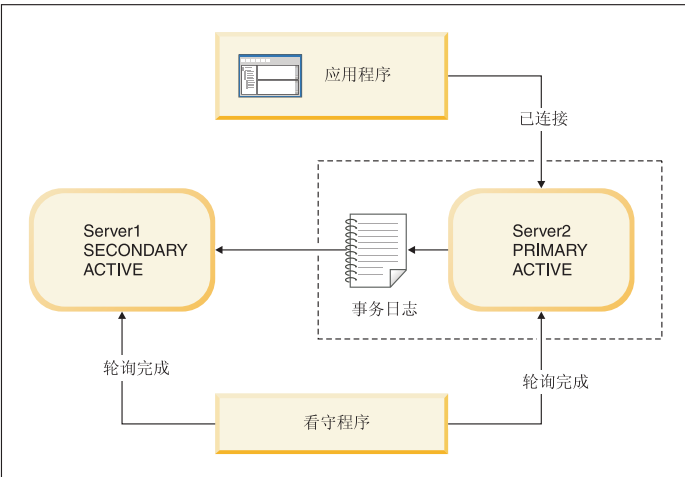 应用程序
已连接
Server1
SECONDARY
ACTIVE
Server2
PRIMARY
ACTIVE
事务日志
轮询完成
轮询完成
看守程序